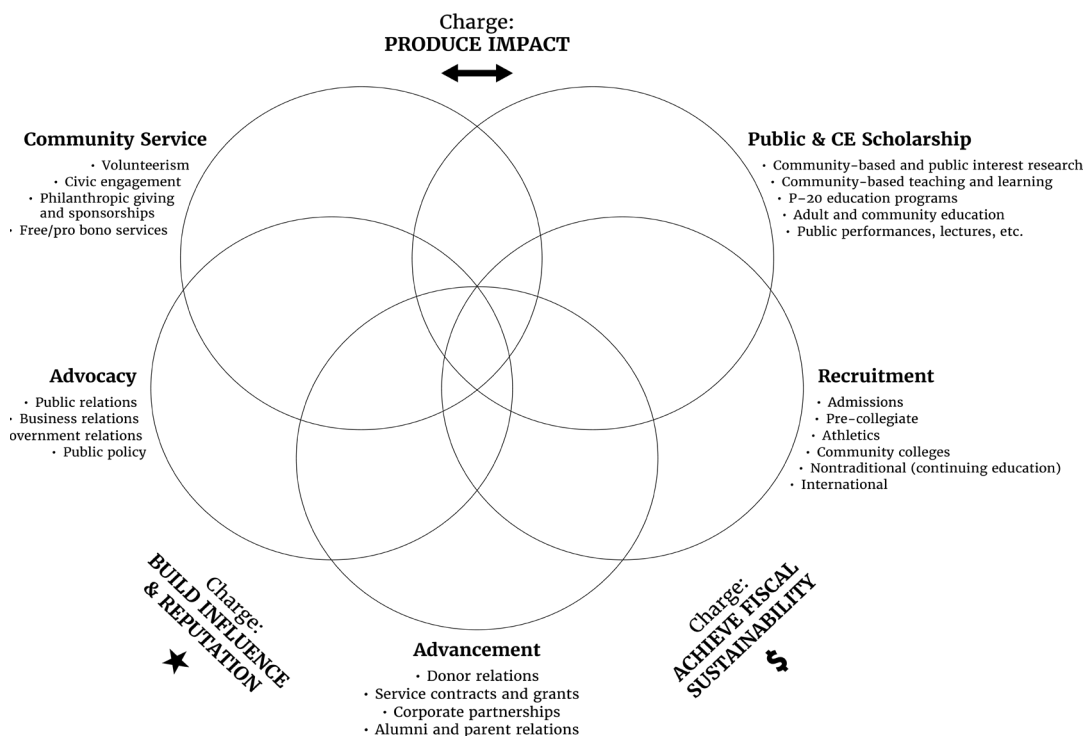 Charge:
PRODUCE IMPACT
Community Service
· Volunteerism
· Civic engagement
· Philanthropic giving
and sponsorships
· Free/pro bono services
Public & CE Scholarship
· Community-based and public interest research
· Community-based teaching and learning
· P-20 education programs
· Adult and community education
· Public performances, lectures, etc.
Advocacy
· Public relations
· Business relations
overnment relations
· Public policy
Recruitment
· Admissions
· Pre-collegiate
· Athletics
· Community colleges
· Nontraditional (continuing education)
· International
Charge:
BUILD INFLUENCE
& REPUTATION
Charge:
ACHIEVE FISCAL
SUSTAINABILITY
$
Advancement
· Donor relations
· Service contracts and grants
· Corporate partnerships
· Alumni and parent relations